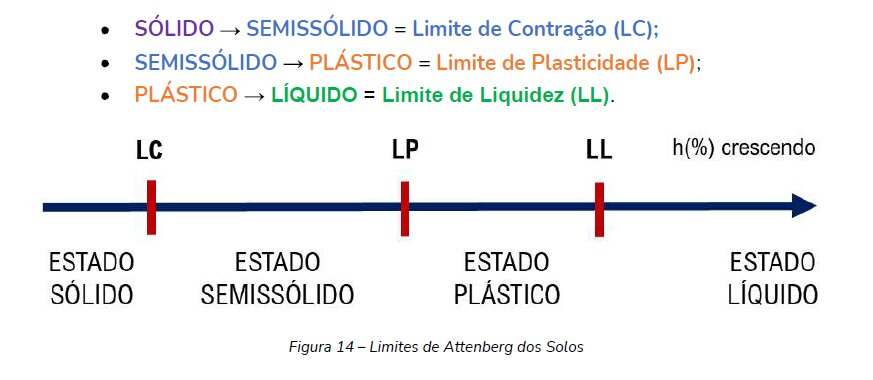 • SÓLIDO → SEMISSÓLIDO = Limite de Contração (LC);
• SEMISSÓLIDO → PLÁSTICO = Limite de Plasticidade (LP);
• PLÁSTICO → LÍQUIDO = Limite de Liquidez (LL).
LC LP LL h(%) crescendo
ESTADO ESTADO ESTADO ESTADO
SÓLIDO SEMISSÓLIDO PLÁSTICO LÍQUIDO
Figura 14 – Limites de Attenberg dos Solos